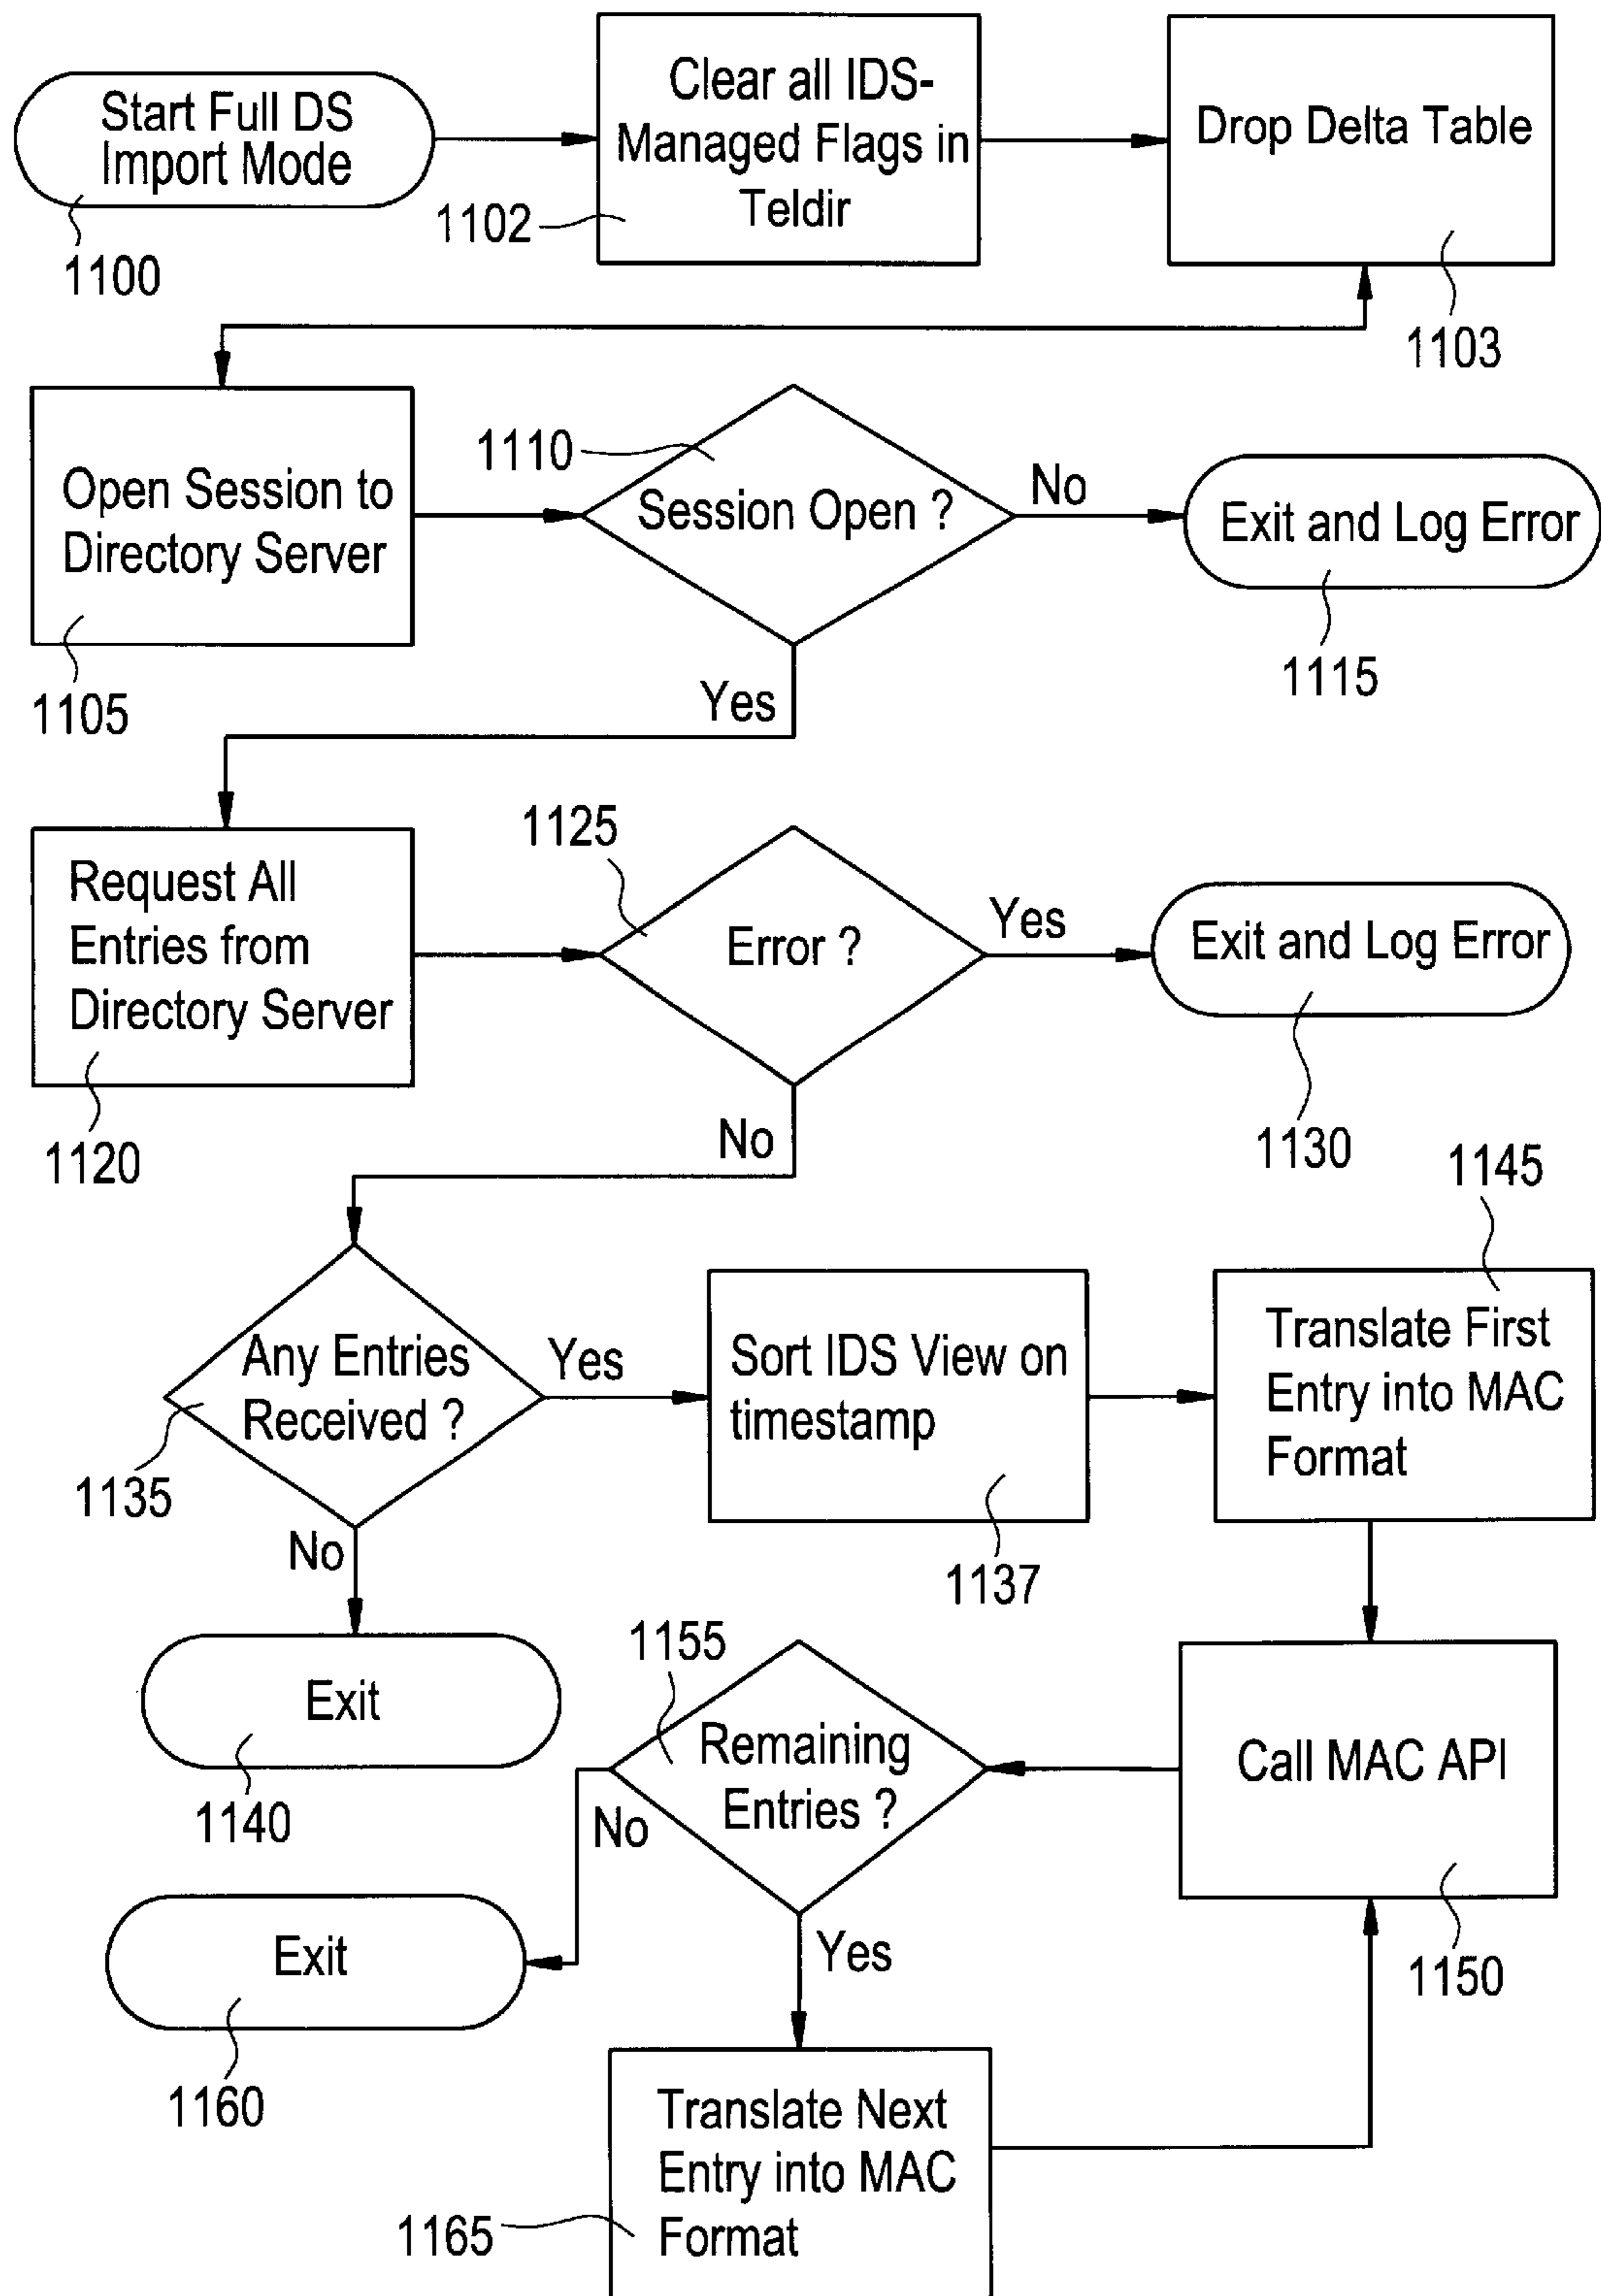 Start Full DS
Import Mode
1100
Clear all IDS-
Managed Flags in
Teldir
1102
Drop Delta Table
1103
Open Session to
Directory Server
1105
1110
Session Open ?
No
Yes
Exit and Log Error
1115
Request All
Entries from
Directory Server
1120
1125
Error ?
Yes
No
Exit and Log Error
1130
Any Entries
Received ?
1135
Yes
No
Sort IDS View on
timestamp
1137
1145
Translate First
Entry into MAC
Format
Exit
1140
1155
Remaining
Entries ?
No
Yes
Call MAC API
1150
Exit
1160
Translate Next
Entry into MAC
Format
1165